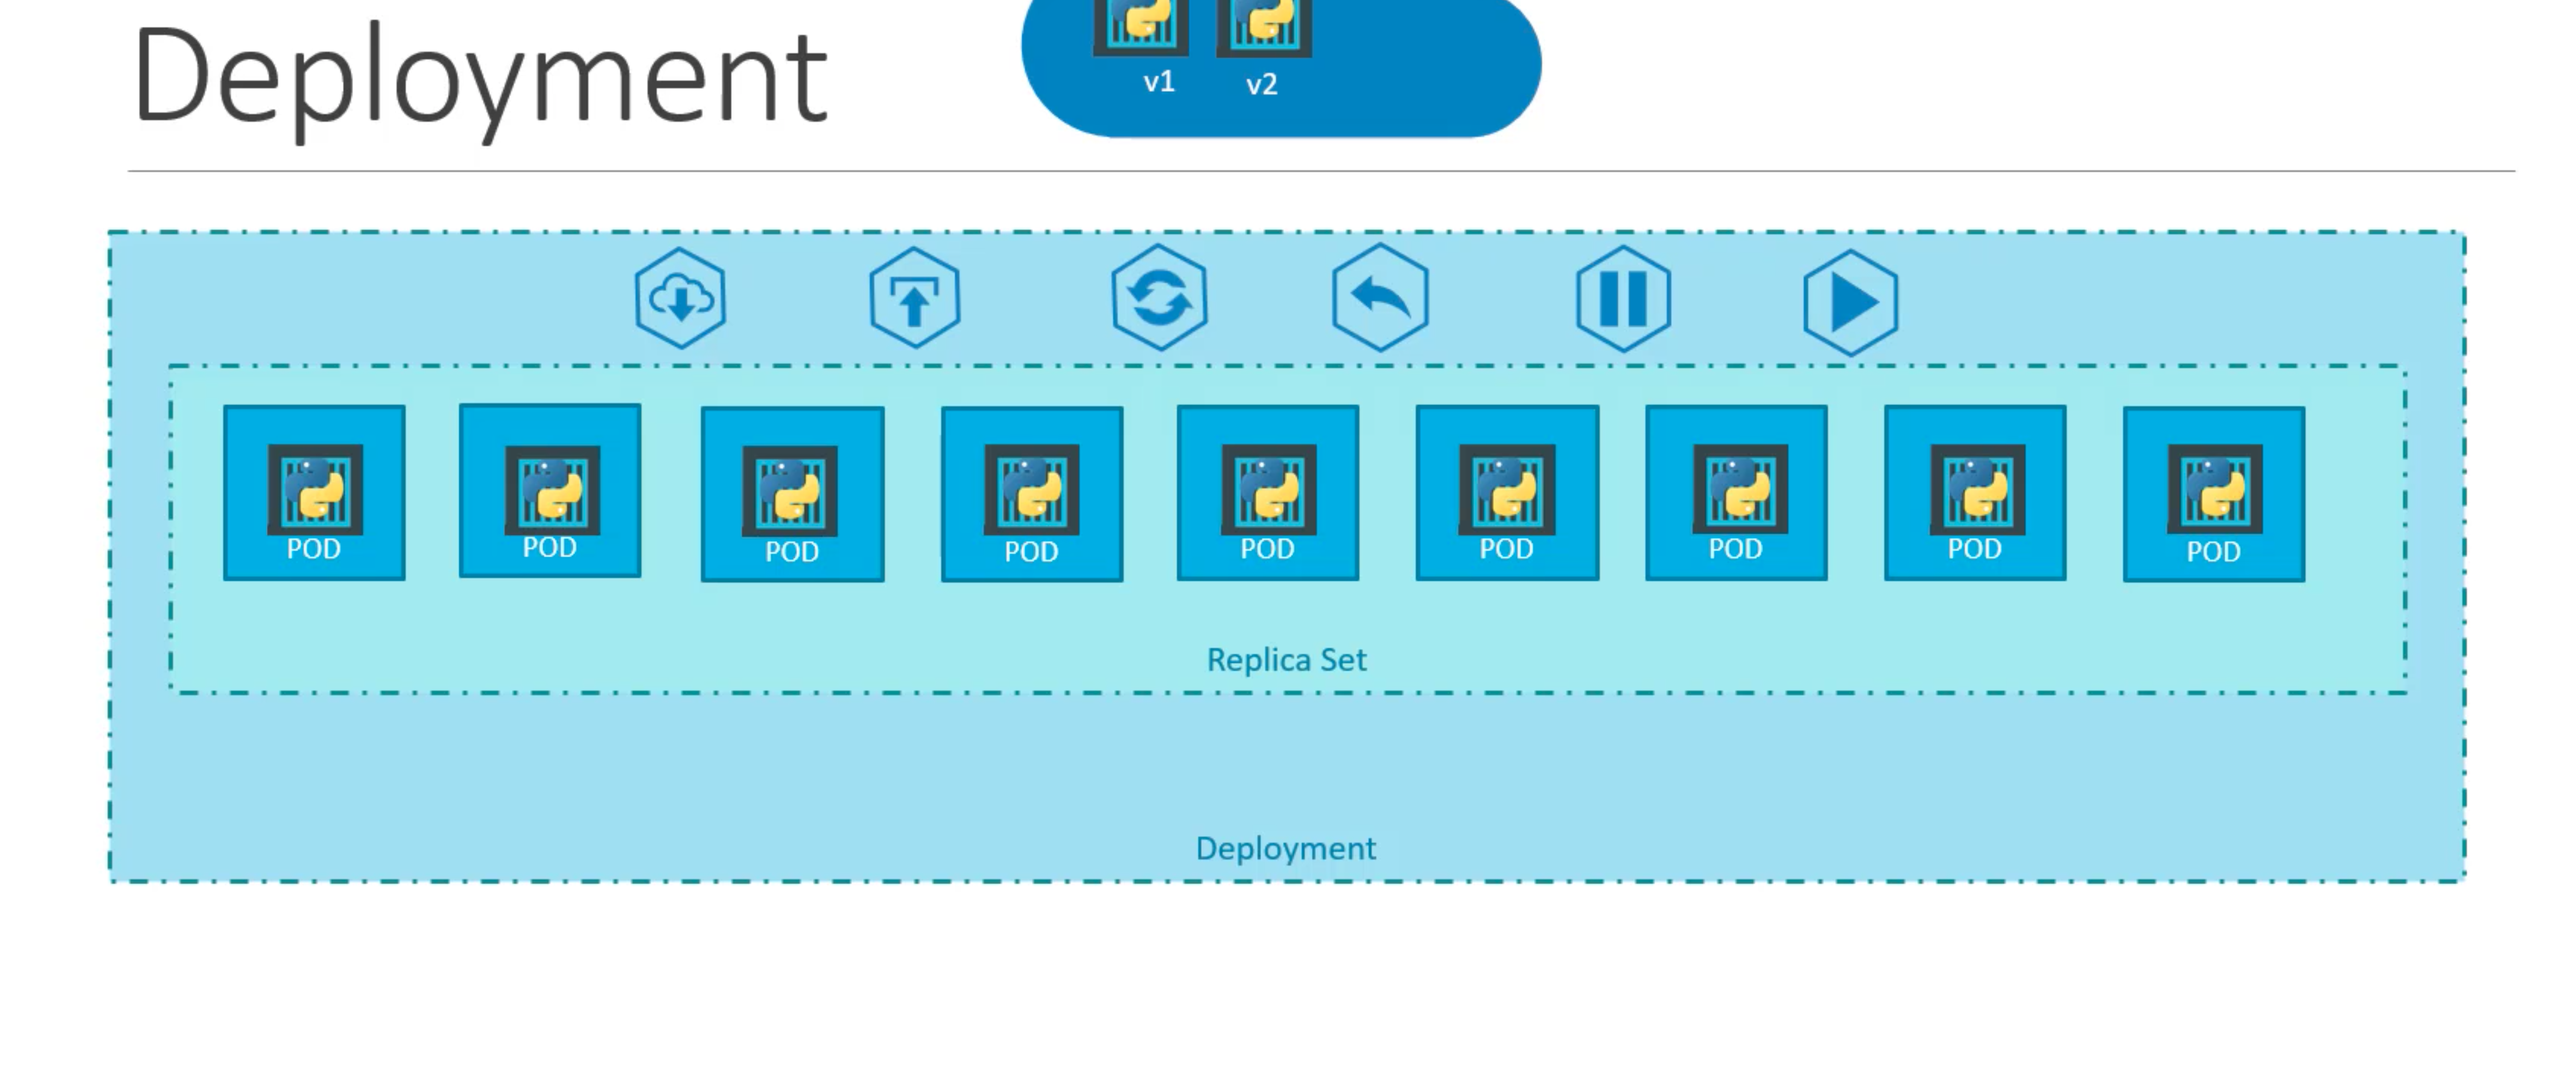 Deployment
v1 v2
POD POD POD POD POD POD POD POD POD
Replica Set
Deployment